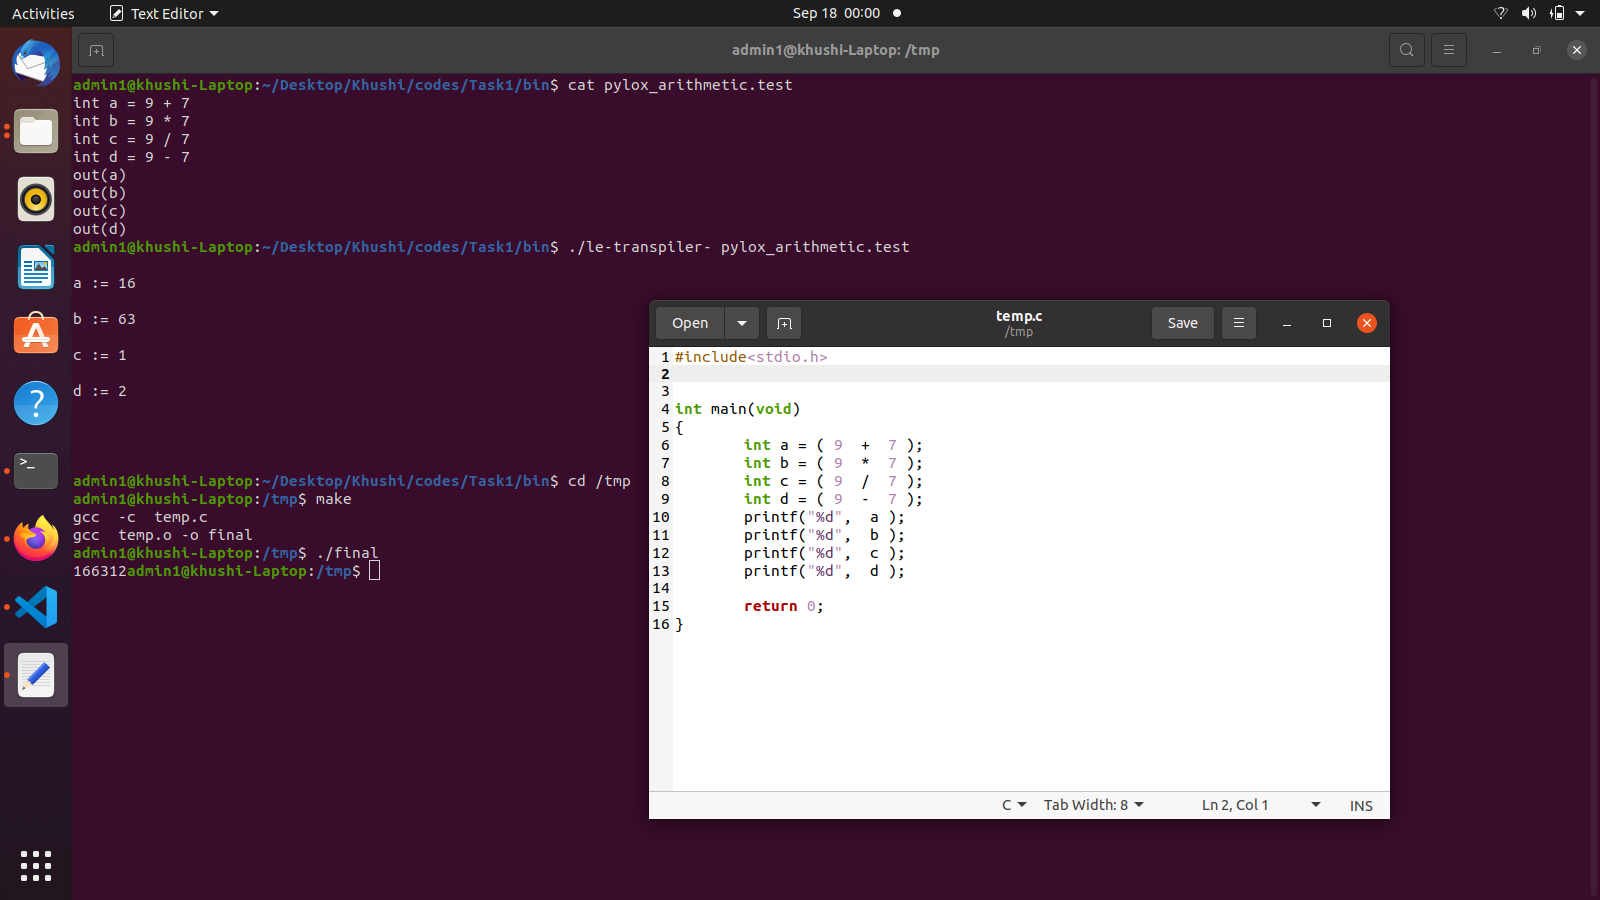 Activities Text Editor Sep 18 00:00
admin1@khushi-Laptop: /tmp
admin1@khushi-Laptop:~/Desktop/Khushi/codes/Task1/bin$ cat pylox_arithmetic.test
int a = 9 + 7
int b = 9 * 7
int c = 9 / 7
int d = 9 - 7
out(a)
out(b)
out(c)
out(d)
admin1@khushi-Laptop:~/Desktop/Khushi/codes/Task1/bin$ ./le-transpiler- pylox_arithmetic.test
a := 16
b := 63
c := 1
d := 2
admin1@khushi-Laptop:~/Desktop/Khushi/codes/Task1/bin$ cd /tmp
admin1@khushi-Laptop:/tmp$ make
gcc  -c  temp.c
gcc  temp.o -o final
admin1@khushi-Laptop:/tmp$ ./final
166312admin1@khushi-Laptop:/tmp$
Open temp.c Save
/tmp
1 #include<stdio.h>
2
3
4 int main(void)
5 {
6 int a = ( 9  +  7 );
7 int b = ( 9  *  7 );
8 int c = ( 9  /  7 );
9 int d = ( 9  -  7 );
10 printf("%d",  a );
11 printf("%d",  b );
12 printf("%d",  c );
13 printf("%d",  d );
14
15 return 0;
16 }
C Tab Width: 8 Ln 2, Col 1 INS